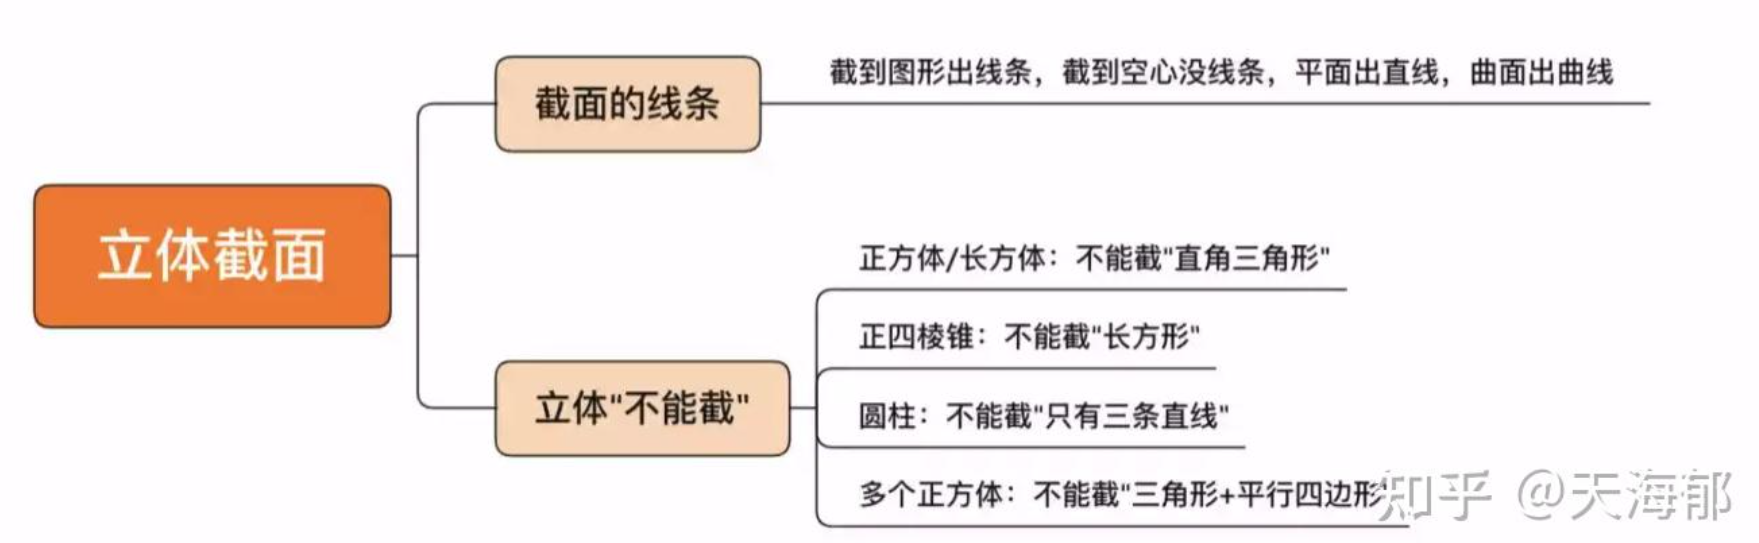 立体截面
截面的线条
截到图形出线条，截到空心没线条，平面出直线，曲面出曲线
立体"不能截"
正方体/长方体：不能截"直角三角形"
正四棱锥：不能截"长方形"
圆柱：不能截"只有三条直线"
多个正方体：不能截"三角形+平行四边形"
知乎 @天海郁